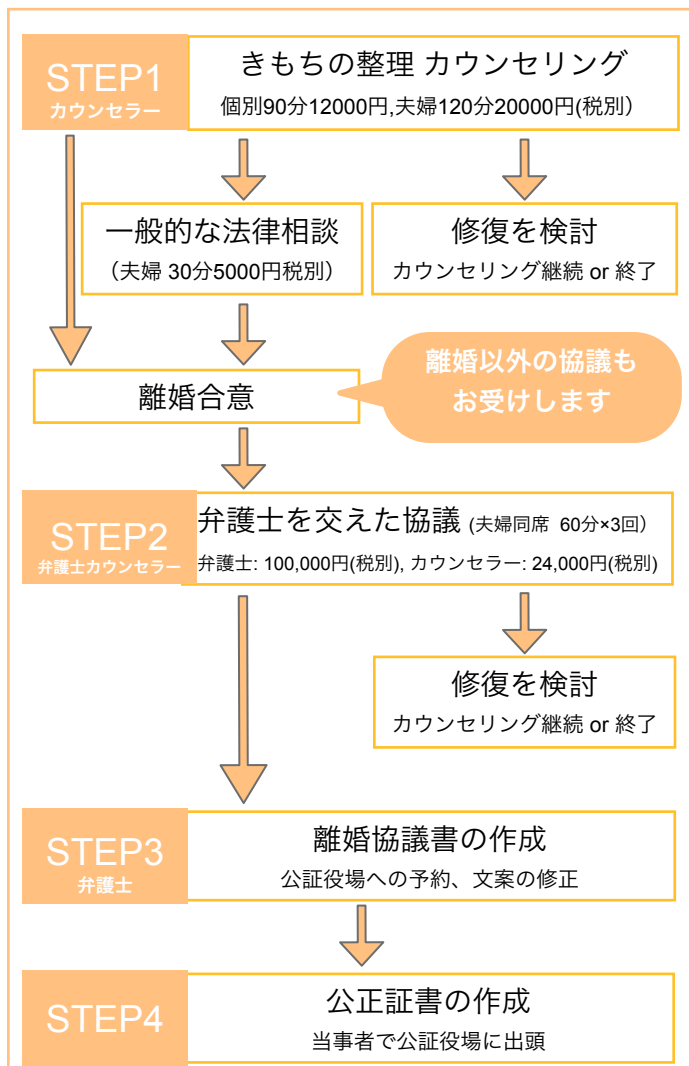 STEP1
カウンセラー
きもちの整理 カウンセリング
個別90分12000円,夫婦120分20000円(税別）
一般的な法律相談
（夫婦 30分5000円税別）
修復を検討
カウンセリング継続 or 終了
離婚合意
離婚以外の協議も
お受けします
STEP2
弁護士カウンセラー
弁護士を交えた協議 (夫婦同席 60分×3回）
弁護士: 100,000円(税別), カウンセラー: 24,000円(税別)
修復を検討
カウンセリング継続 or 終了
STEP3
弁護士
離婚協議書の作成
公証役場への予約、文案の修正
STEP4
公正証書の作成
当事者で公証役場に出頭